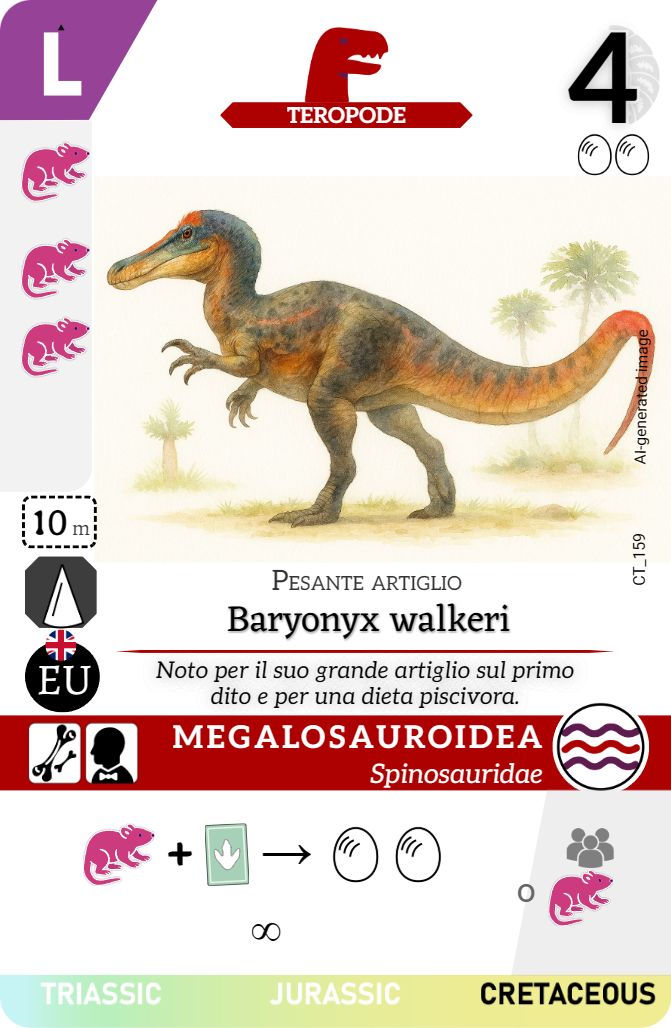 L
TEROPODE
4
AI-generated image
10 m
CT_159
PESANTE ARTIGLIO
Baryonyx walkeri
EU
Noto per il suo grande artiglio sul primo
dito e per una dieta piscivora.
MEGALOSAUROIDEA
Spinosauridae
+ →
O
∞
TRIASSIC JURASSIC CRETACEOUS